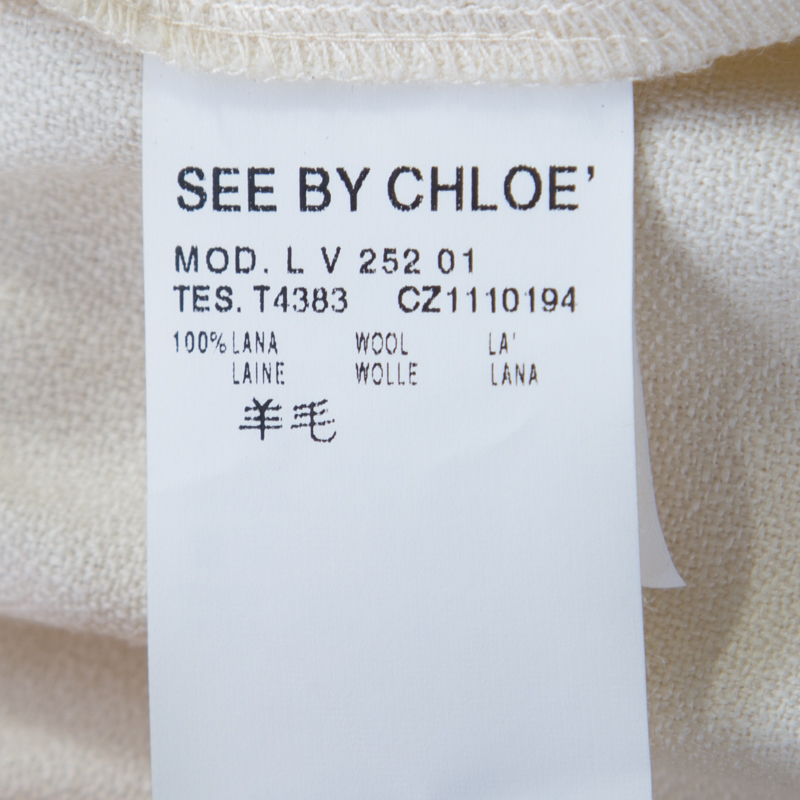 SEE BY CHLOE'
MOD. L V 252 01
TES. T4383 CZ1110194
100% LANA WOOL LA'
LAINE WOLLE LANA
羊毛